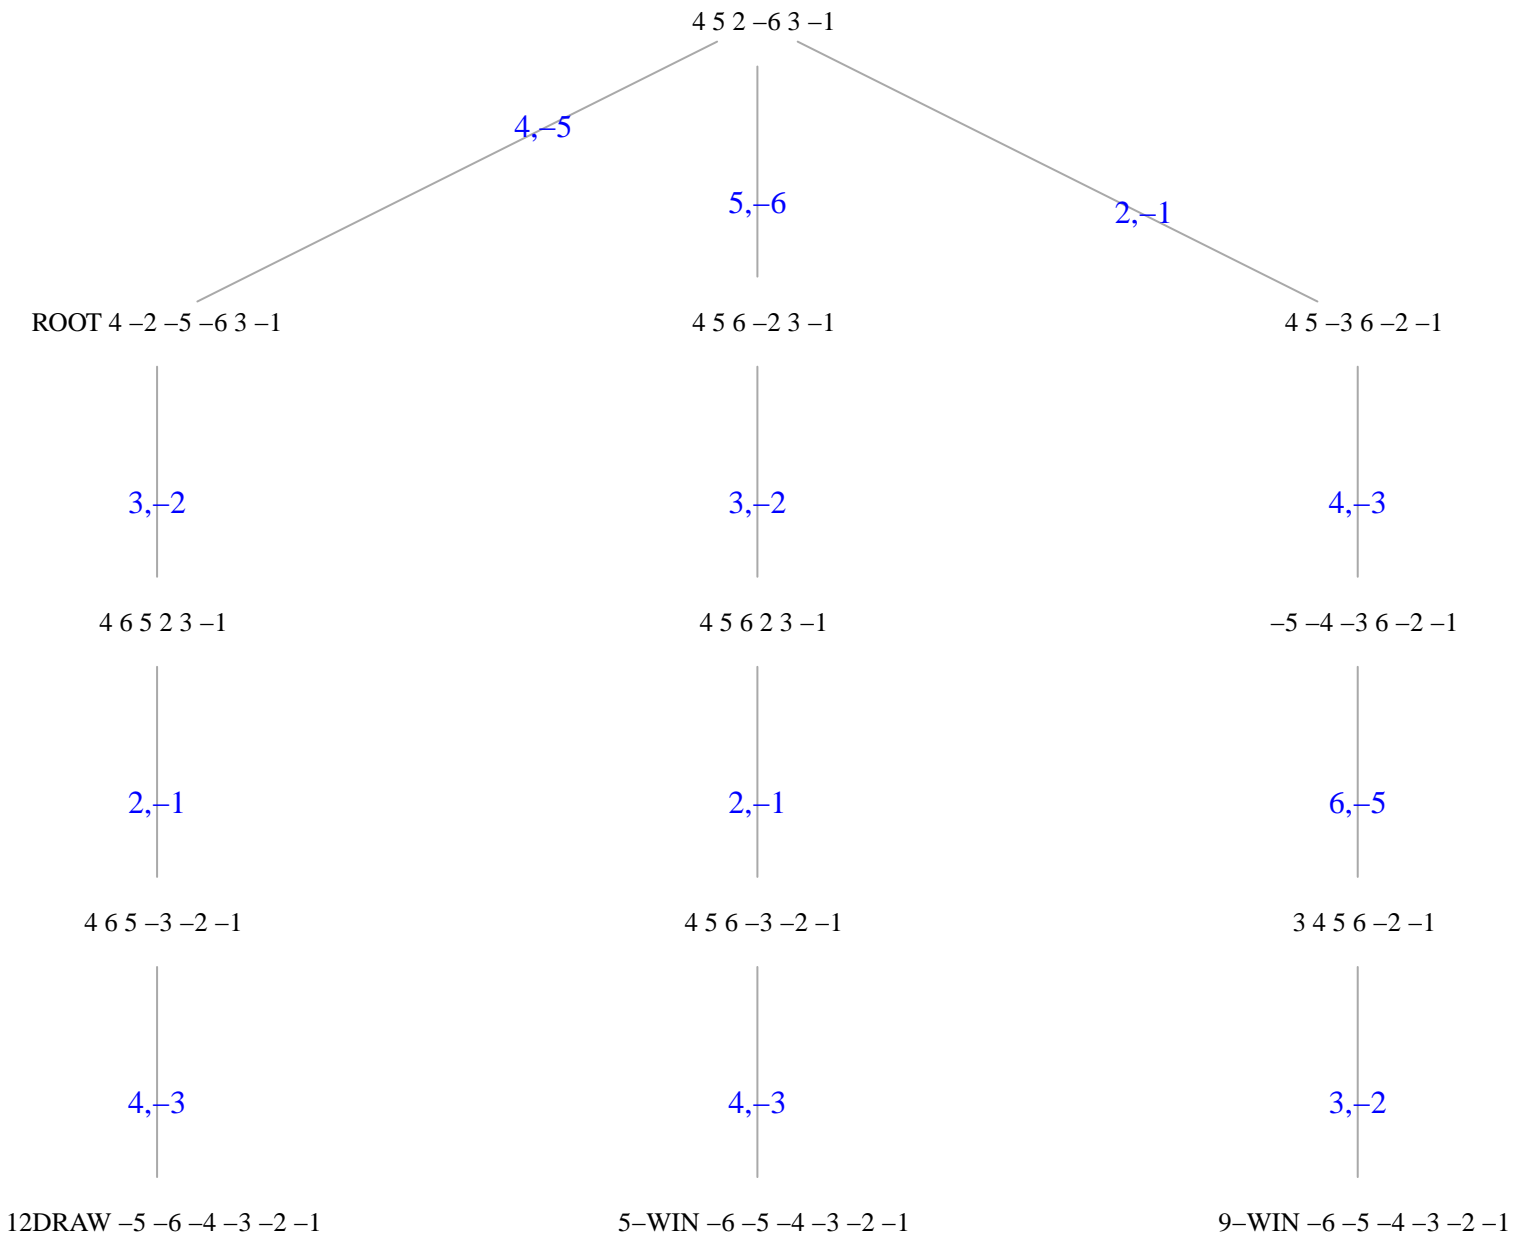 4 5 2 –6 3 –1
4,–5
5,–6
2,–1
ROOT 4 –2 –5 –6 3 –1
4 5 6 –2 3 –1
4 5 –3 6 –2 –1
3,–2
3,–2
4,–3
4 6 5 2 3 –1
4 5 6 2 3 –1
–5 –4 –3 6 –2 –1
2,–1
2,–1
6,–5
4 6 5 –3 –2 –1
4 5 6 –3 –2 –1
3 4 5 6 –2 –1
4,–3
4,–3
3,–2
12DRAW –5 –6 –4 –3 –2 –1
5–WIN –6 –5 –4 –3 –2 –1
9–WIN –6 –5 –4 –3 –2 –1